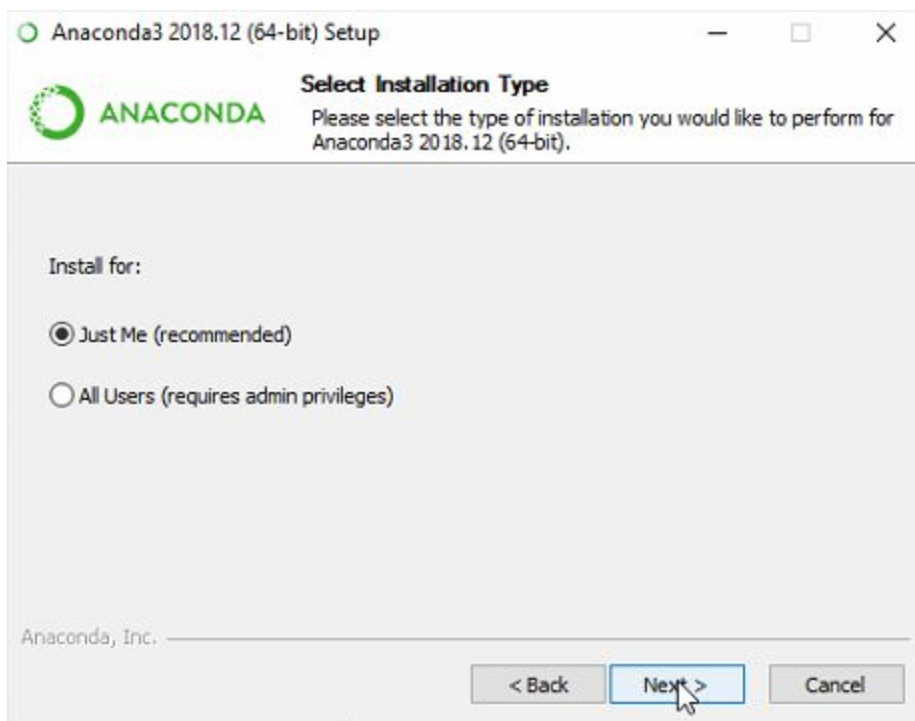 Anaconda3 2018.12 (64-bit) Setup
ANACONDA
Select Installation Type
Please select the type of installation you would like to perform for
Anaconda3 2018.12 (64-bit).
Install for:
Just Me (recommended)
All Users (requires admin privileges)
Anaconda, Inc.
< Back
Next >
Cancel